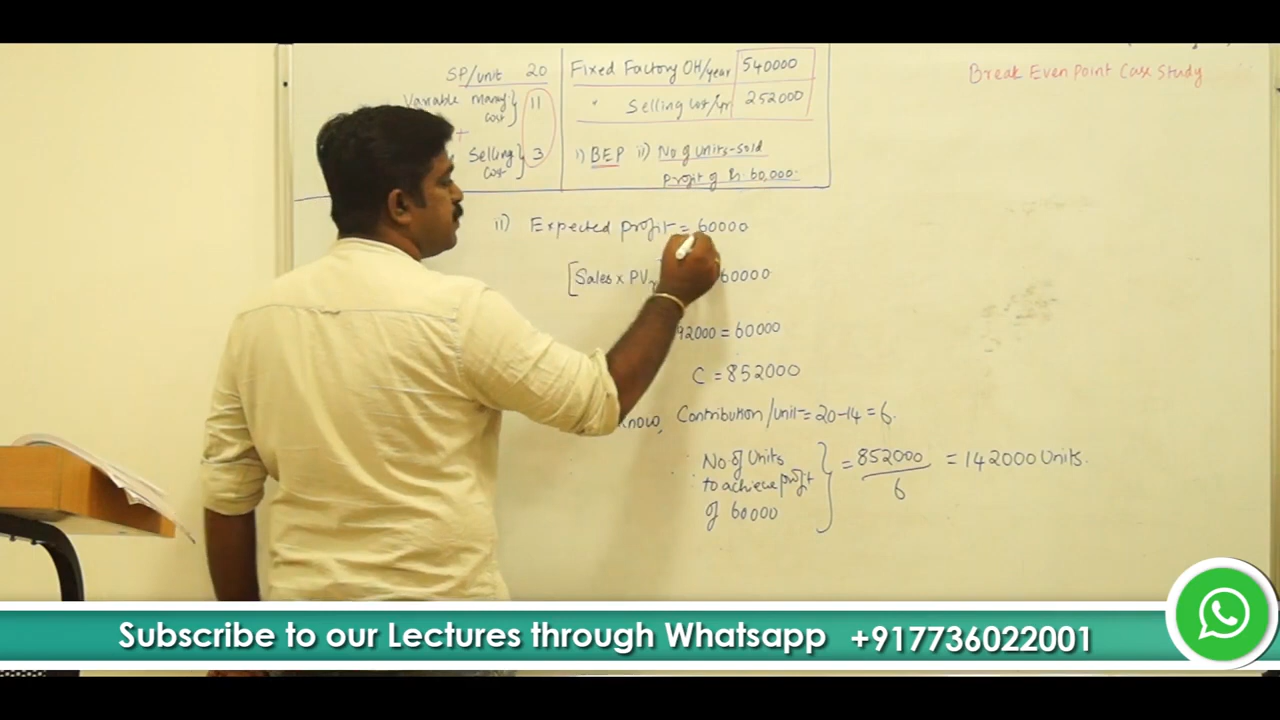 Break Even Point Case Study
SP/unit 20
Variable Manfg cost } 11
+
Selling cost } 3
Fixed Factory OH/year 540000
" Selling cost/yr 252000
i) BEP ii) No of units-sold
profit of Rs 60,000.
ii) Expected profit = 60000
[Sales x PV 60000
92000 = 60000
C = 852000
know, Contribution/unit = 20-14 = 6.
No of Units
to achieve profit
of 60000
} = 852000 / 6 = 142000 Units.
Subscribe to our Lectures through Whatsapp +917736022001